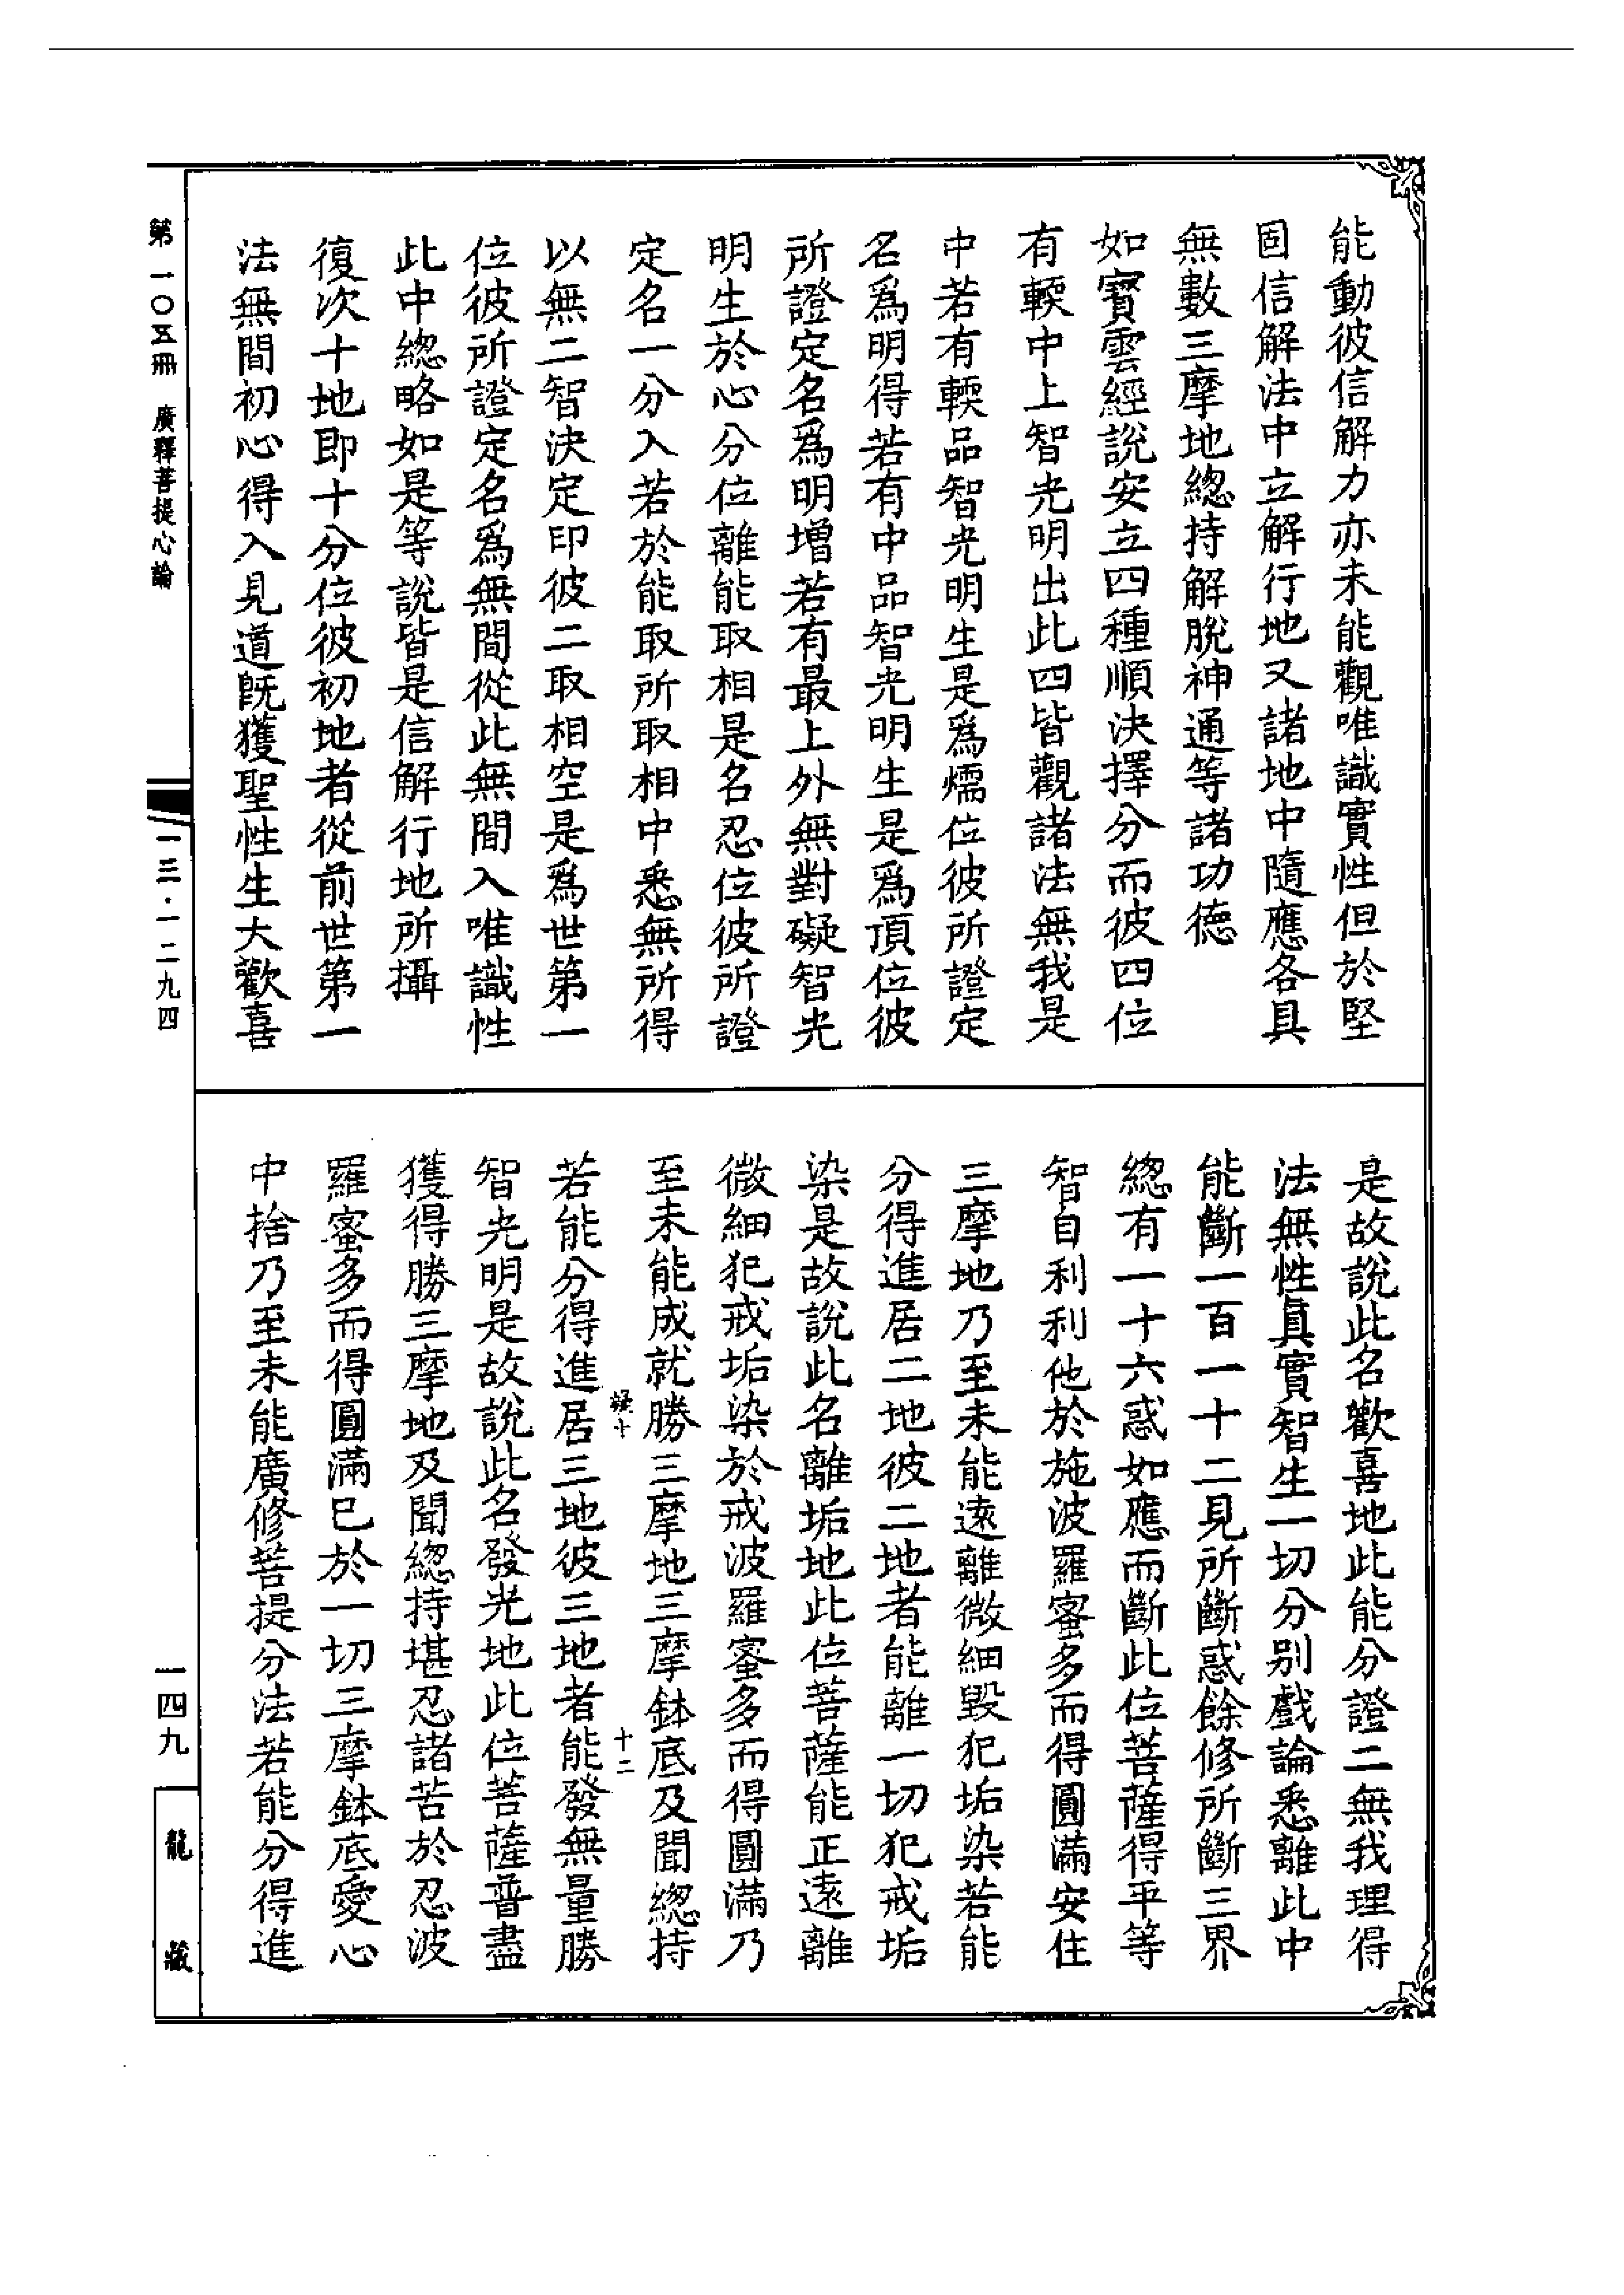 能動彼信解力亦未能觀唯識實性但於堅
固信解法中立解行地又諸地中隨應各具
無數三摩地總持解脫神通等諸功德
如寶雲經說安立四種順決擇分而彼四位
有輭中上智光明出此四皆觀諸法無我是
中若有輭品智光明生是爲煗位彼所證定
名爲明得若有中品智光明生是爲頂位彼
所證定名爲明增若有最上外無對礙智光
明生於心分位離能取相是名忍位彼所證
定名一分入若於能取所取相中悉無所得
以無二智決定印彼二取相空是爲世第一
位彼所證定名爲無間從此無間入唯識性
此中總略如是等說皆是信解行地所攝
復次十地即十分位彼初地者從前世第一
法無間初心得入見道旣獲聖性生大歡喜
是故說此名歡喜地此能分證二無我理得
法無性眞實智生一切分别戲論悉離此中
能斷一百一十二見所斷惑餘修所斷三界
總有一十六惑如應而斷此位菩薩得平等
智自利利他於施波羅蜜多而得圓滿安住
三摩地乃至未能遠離微細毀犯垢染若能
分得進居二地彼二地者能離一切犯戒垢
染是故說此名離垢地此位菩薩能正遠離
微細犯戒垢染於戒波羅蜜多而得圓滿乃
至未能成就勝三摩地三摩鉢底及聞總持
十二
若能分得進居三地彼三地者能發無量勝
智光明是故說此名發光地此位菩薩普盡
獲得勝三摩地及聞總持堪忍諸苦於忍波
羅蜜多而得圓滿已於一切三摩鉢底愛心
中捨乃至未能廣修菩提分法若能分得進
第一〇五冊 廣釋菩提心論
一三·一二九四
一四九
龍藏